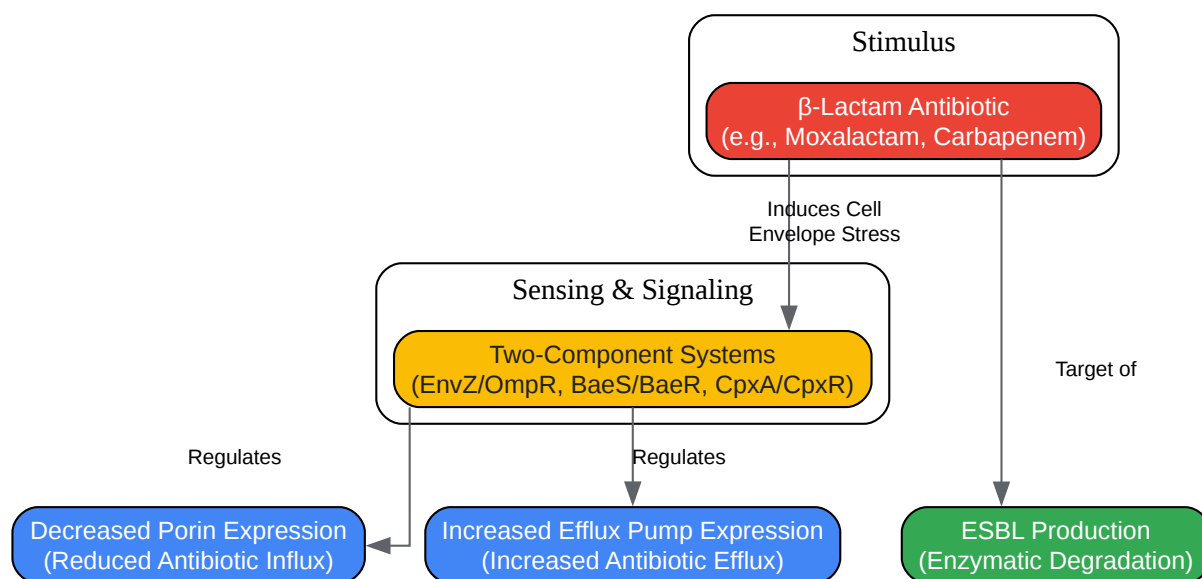 Stimulus
β-Lactam Antibiotic
(e.g., Moxalactam, Carbapenem)
Induces Cell
Envelope Stress
Sensing & Signaling
Two-Component Systems
(EnvZ/OmpR, BaeS/BaeR, CpxA/CpxR)
Target of
Regulates
Regulates
Decreased Porin Expression
(Reduced Antibiotic Influx)
Increased Efflux Pump Expression
(Increased Antibiotic Efflux)
ESBL Production
(Enzymatic Degradation)